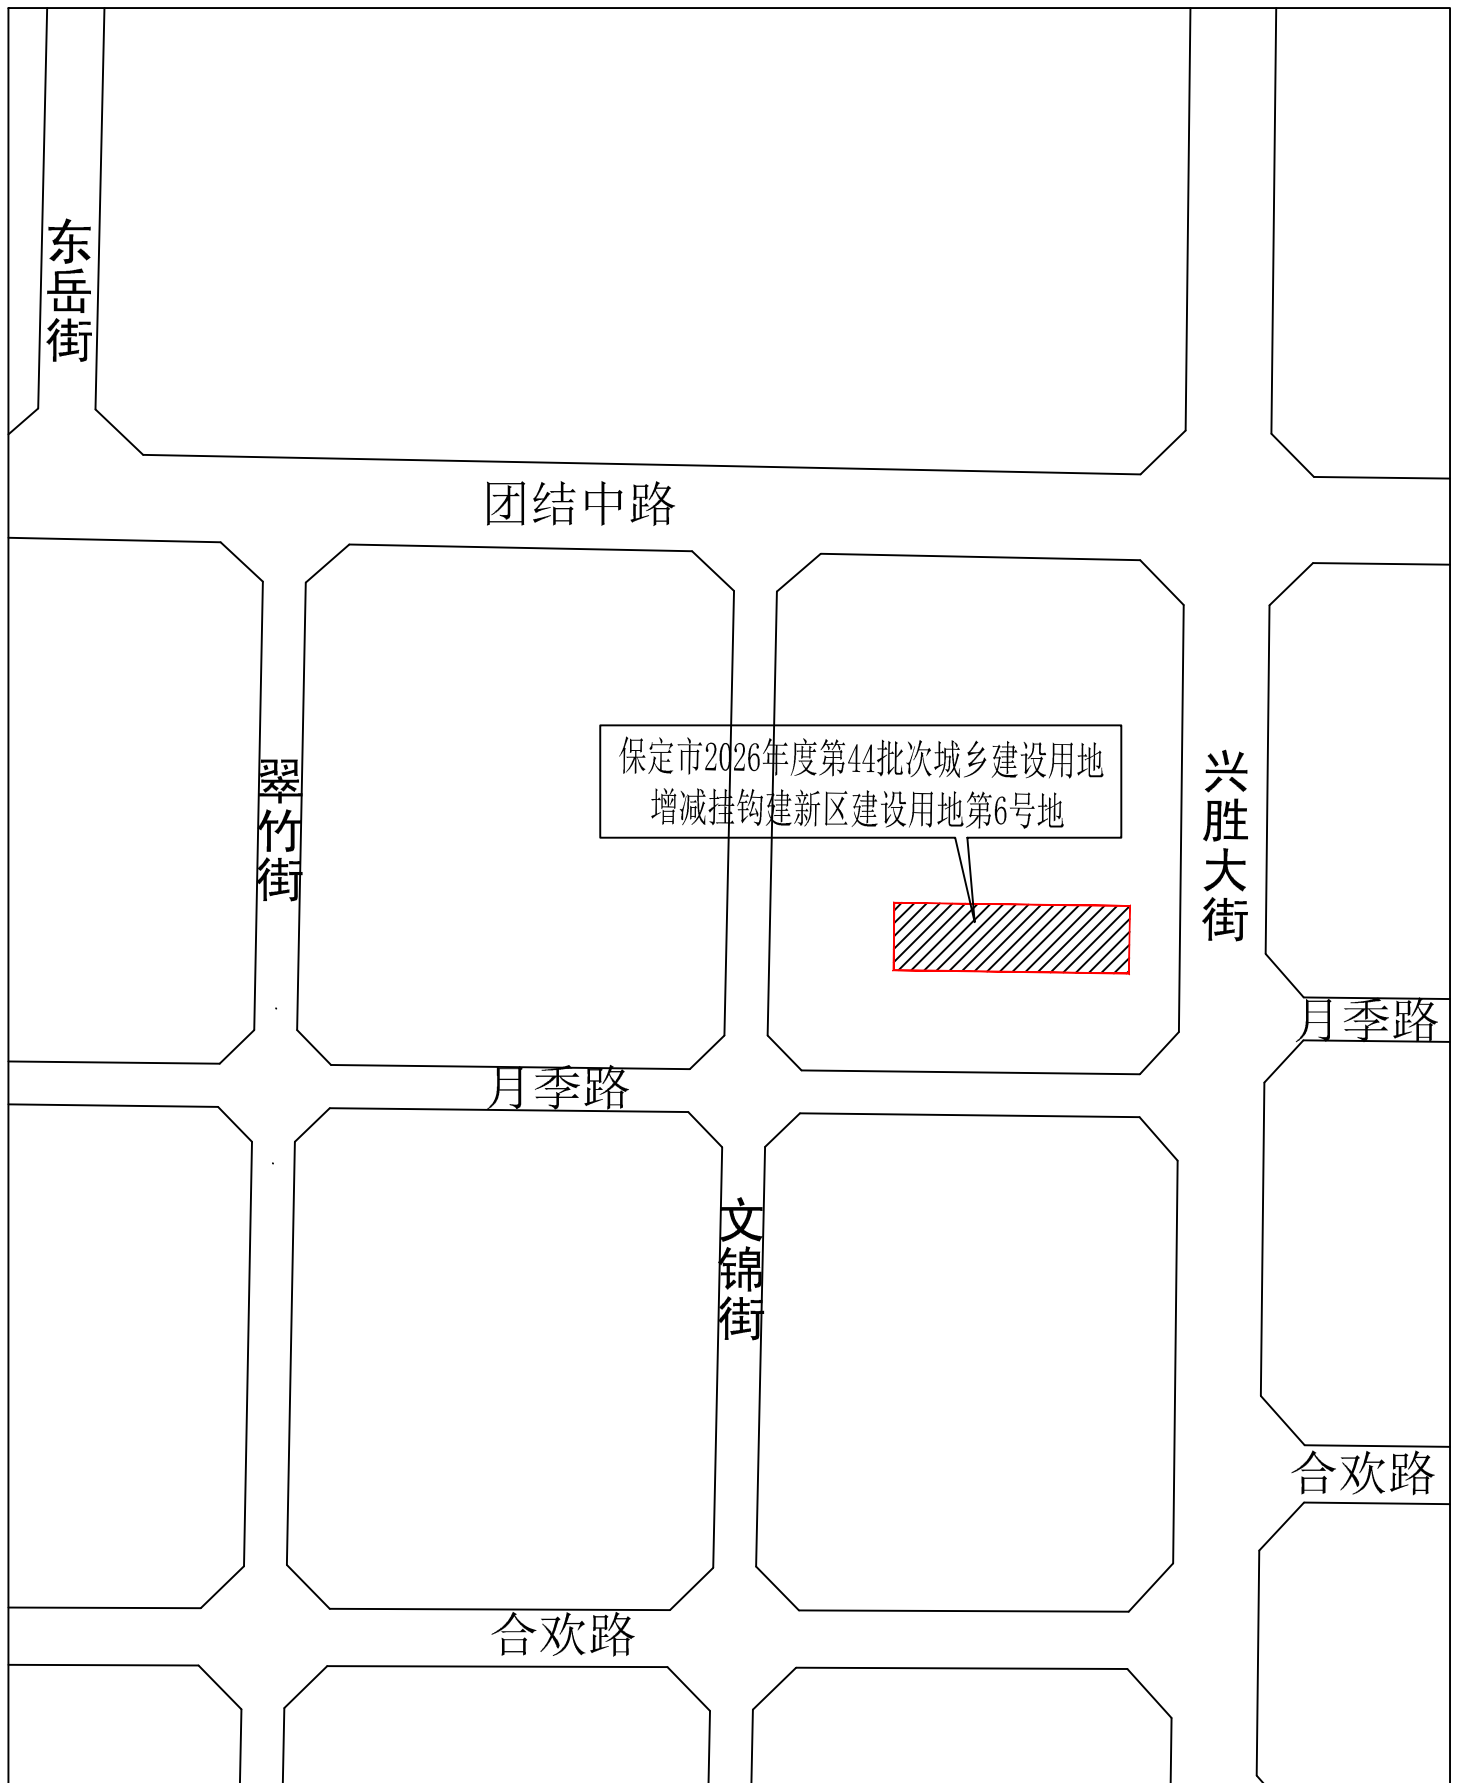 东岳街
团结中路
保定市2026年度第44批次城乡建设用地
增减挂钩建新区建设用地第6号地
翠竹街
兴胜大街
月季路
月季路
文锦街
合欢路
合欢路